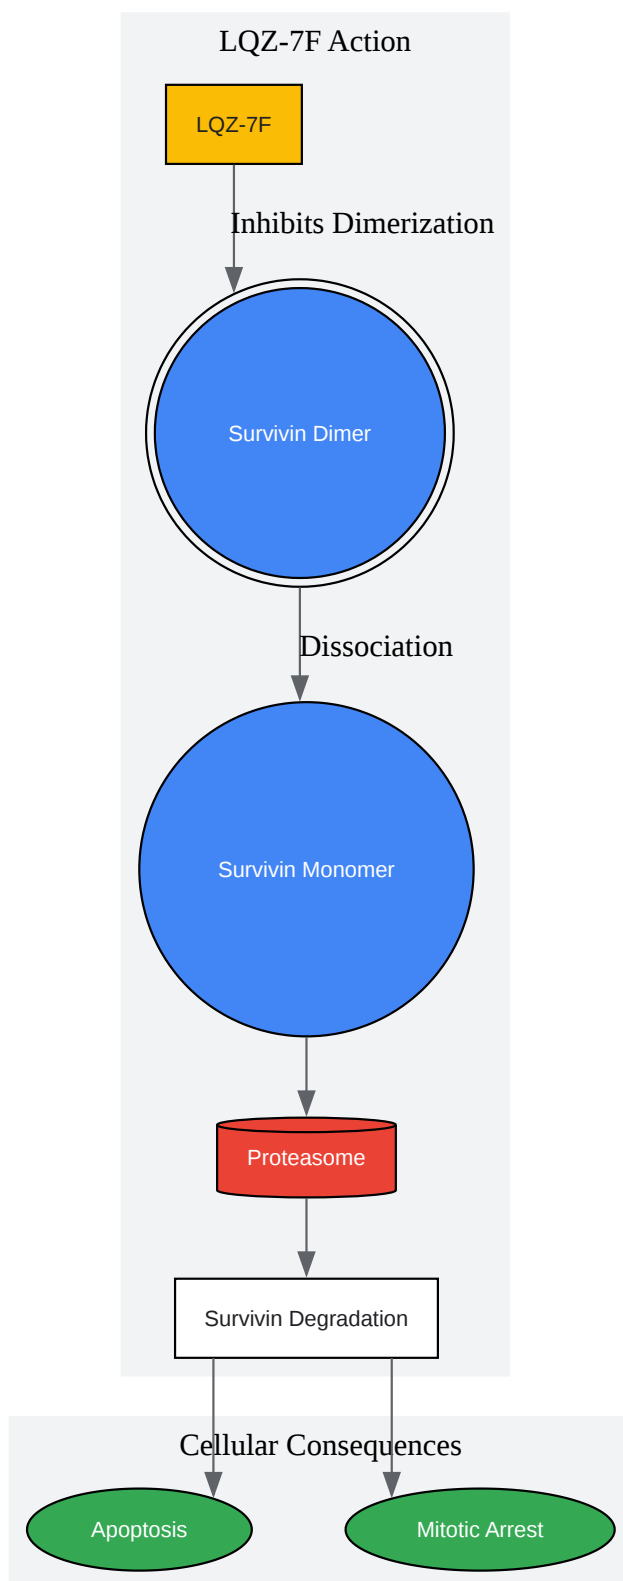 LQZ-7F Action
LQZ-7F
Inhibits Dimerization
Survivin Dimer
Dissociation
Survivin Monomer
Proteasome
Survivin Degradation
Cellular Consequences
Apoptosis
Mitotic Arrest